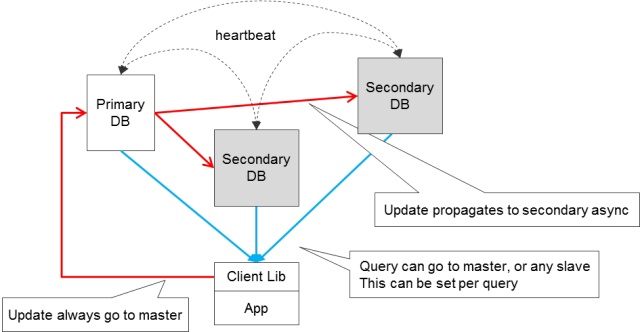 heartbeat
Primary
DB
Secondary
DB
Secondary
DB
Update propagates to secondary async
Client Lib
App
Query can go to master, or any slave
This can be set per query
Update always go to master